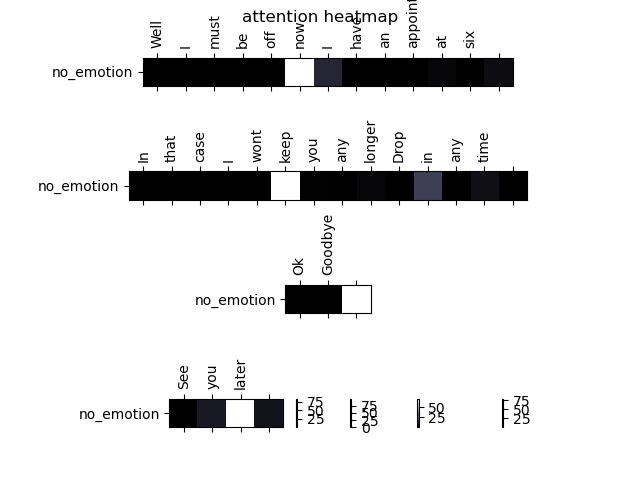 attention heatmap
Well I must be off now I have an appoint at six
no_emotion
In that case I wont keep you any longer Drop in any time
no_emotion
Ok Goodbye
no_emotion
See you later
no_emotion
75 50 25
75 50 25 0
50 25
75 50 25